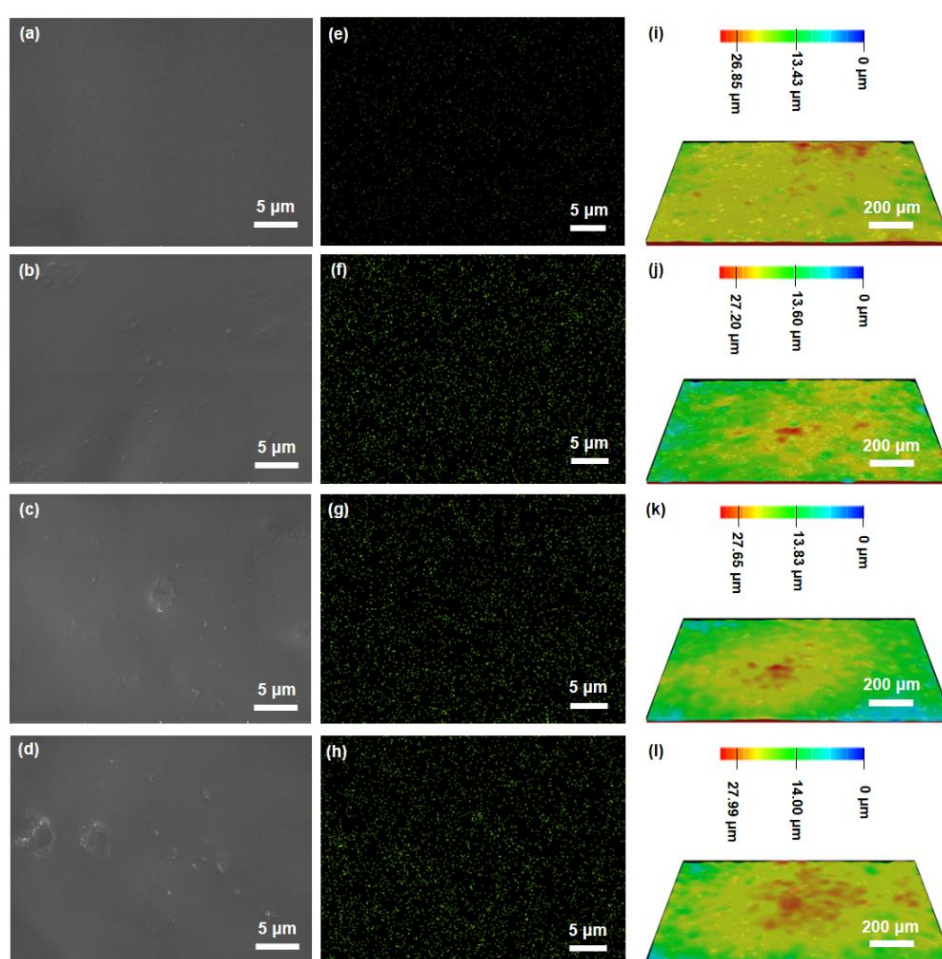 (a)
5 µm
(e)
5 µm
(i)
26.85 µm
13.43 µm
0 µm
200 µm
(b)
5 µm
(f)
5 µm
(j)
27.20 µm
13.60 µm
0 µm
200 µm
(c)
5 µm
(g)
5 µm
(k)
27.65 µm
13.83 µm
0 µm
200 µm
(d)
5 µm
(h)
5 µm
(l)
27.99 µm
14.00 µm
0 µm
200 µm